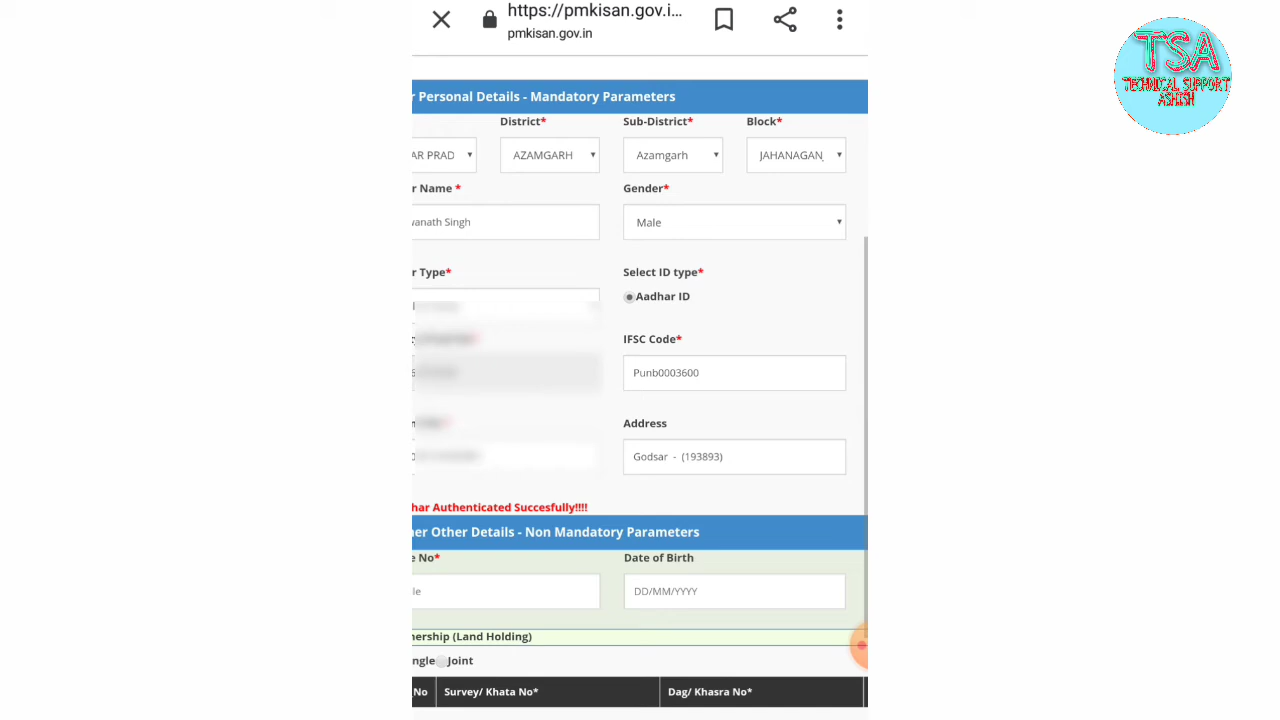 https://pmkisan.gov.i...
pmkisan.gov.in
TSA
TECHNICAL SUPPORT
ASHISH
r Personal Details - Mandatory Parameters
District* Sub-District* Block*
AR PRAD AZAMGARH Azamgarh JAHANAGANJ
r Name * Gender*
vanath Singh Male
r Type* Select ID type*
Aadhar ID
IFSC Code*
Punb0003600
Address
Godsar - (193893)
har Authenticated Succesfully!!!!
er Other Details - Non Mandatory Parameters
e No* Date of Birth
le DD/MM/YYYY
nership (Land Holding)
ngle Joint
No Survey/ Khata No* Dag/ Khasra No*